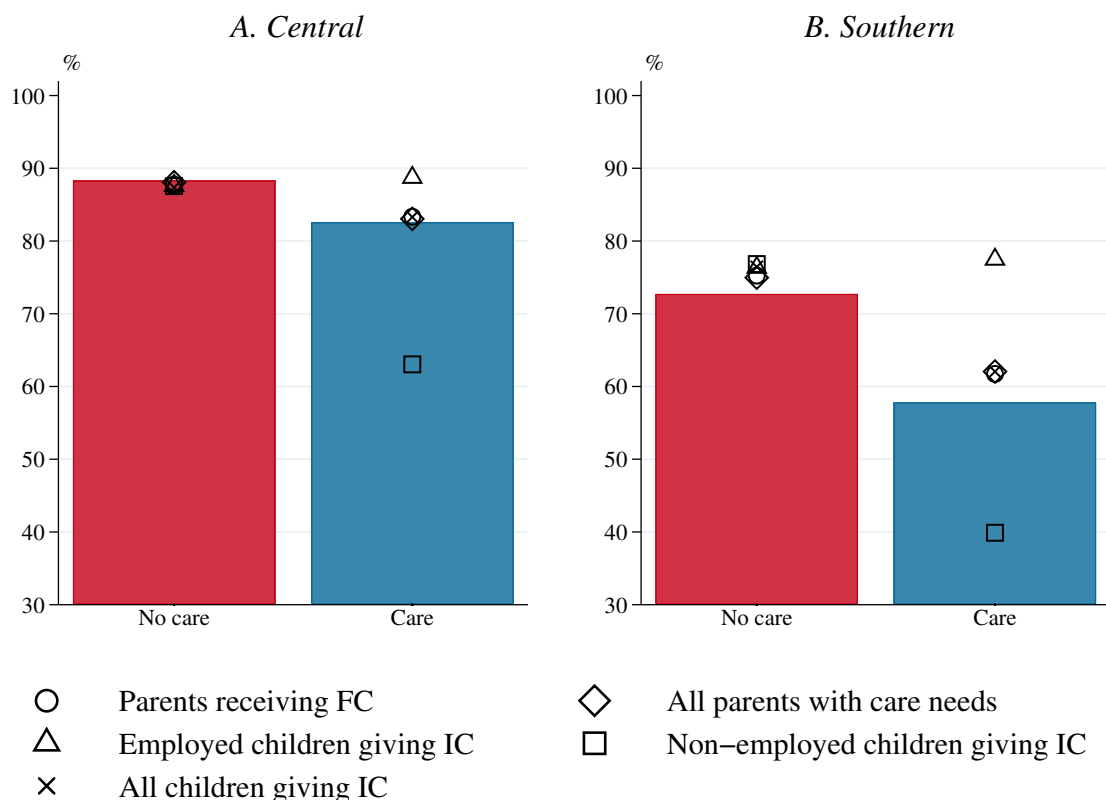 A. Central
%
100
90
80
70
60
50
40
30
No care Care
B. Southern
%
100
90
80
70
60
50
40
30
No care Care
Parents receiving FC
All parents with care needs
Employed children giving IC
Non−employed children giving IC
All children giving IC